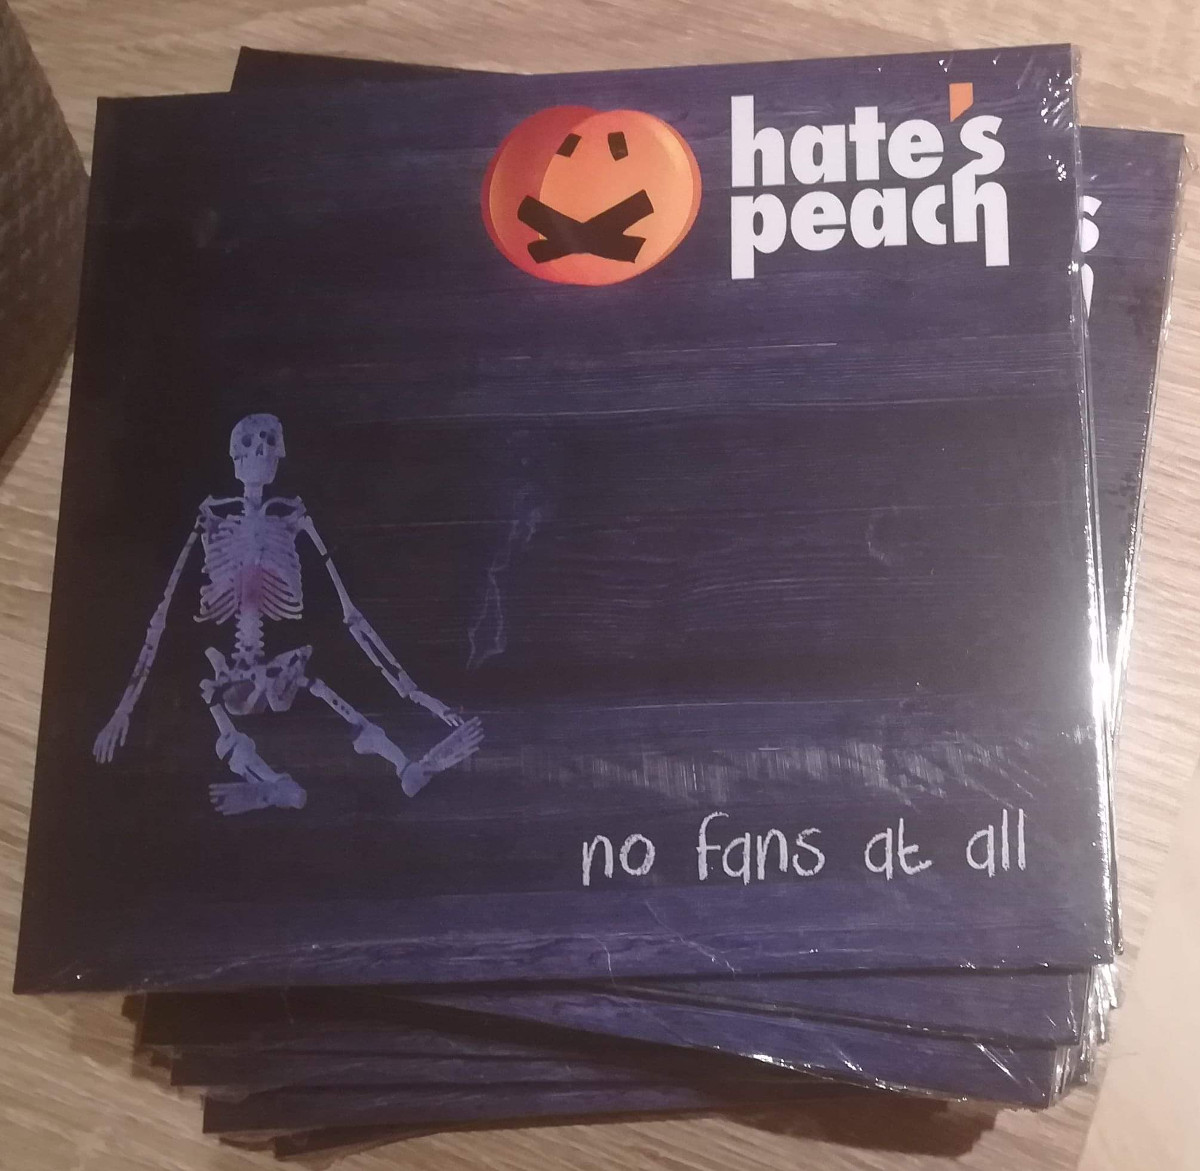 hate's
peach
s
no fans at all